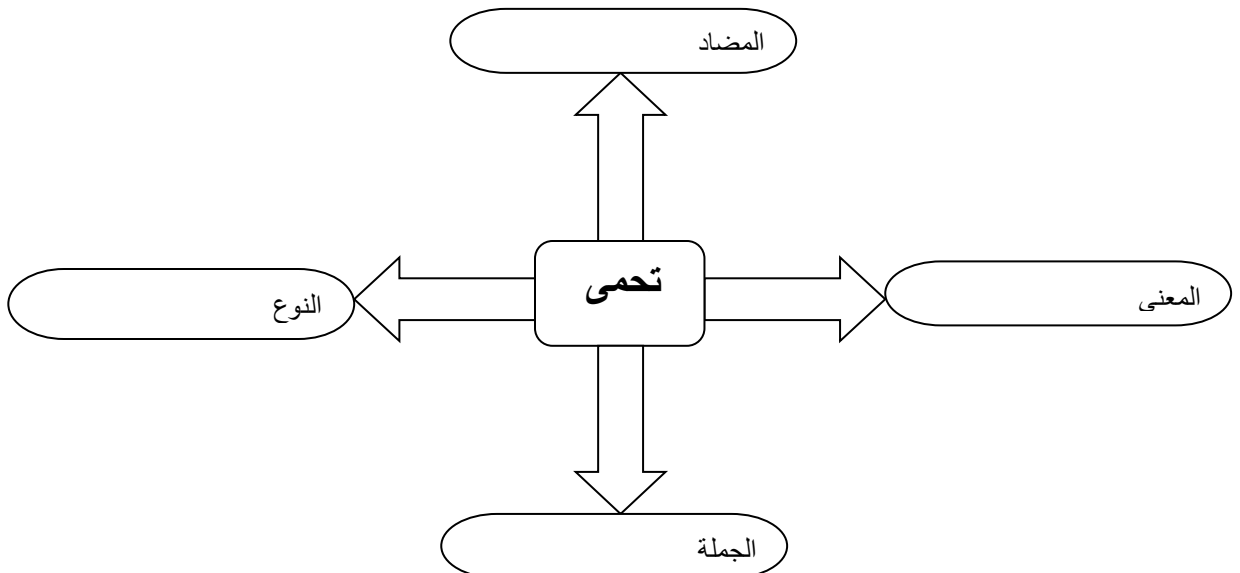 المضاد
المعنى
تحمى
النوع
الجملة